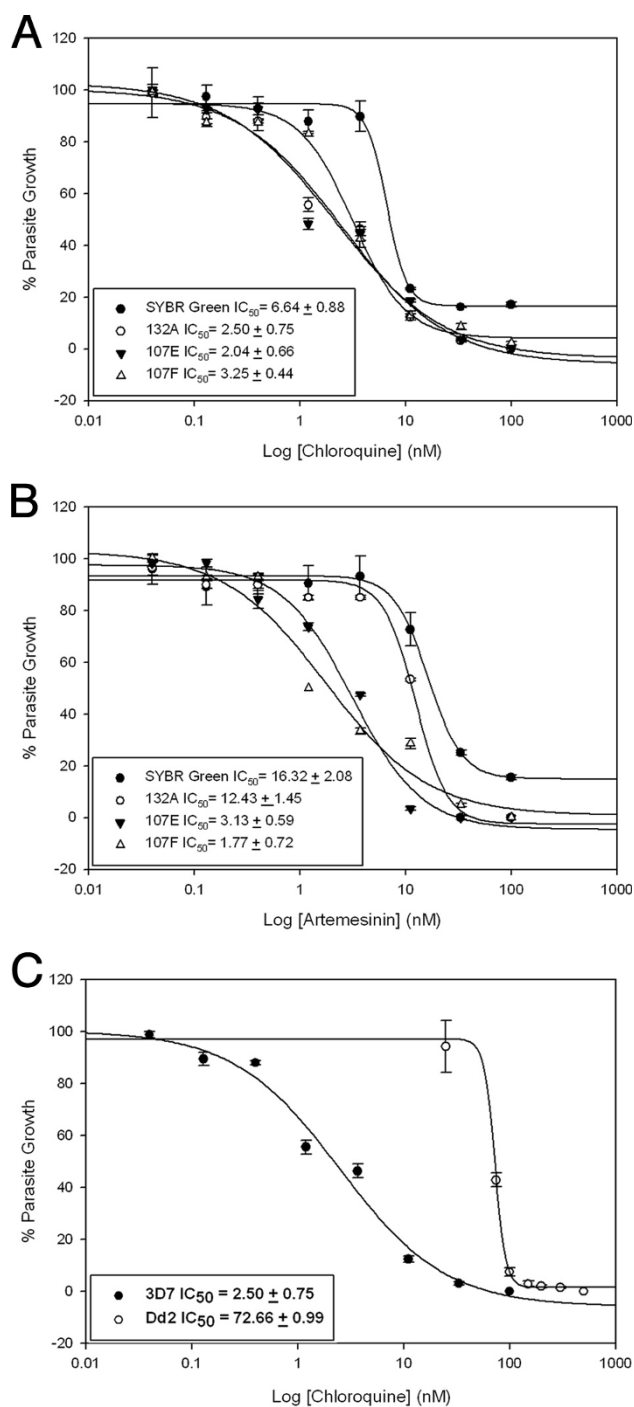 A
120
100
80
60
40
20
0
-20
% Parasite Growth
SYBR Green IC50= 6.64 ± 0.88
132A IC50= 2.50 ± 0.75
107E IC50= 2.04 ± 0.66
107F IC50= 3.25 ± 0.44
0.01 0.1 1 10 100 1000
Log [Chloroquine] (nM)
B
120
100
80
60
40
20
0
-20
% Parasite Growth
SYBR Green IC50= 16.32 ± 2.08
132A IC50= 12.43 ± 1.45
107E IC50= 3.13 ± 0.59
107F IC50= 1.77 ± 0.72
0.01 0.1 1 10 100 1000
Log [Artemesinin] (nM)
C
120
100
80
60
40
20
0
-20
% Parasite Growth
3D7 IC50 = 2.50 ± 0.75
Dd2 IC50 = 72.66 ± 0.99
0.01 0.1 1 10 100 1000
Log [Chloroquine] (nM)